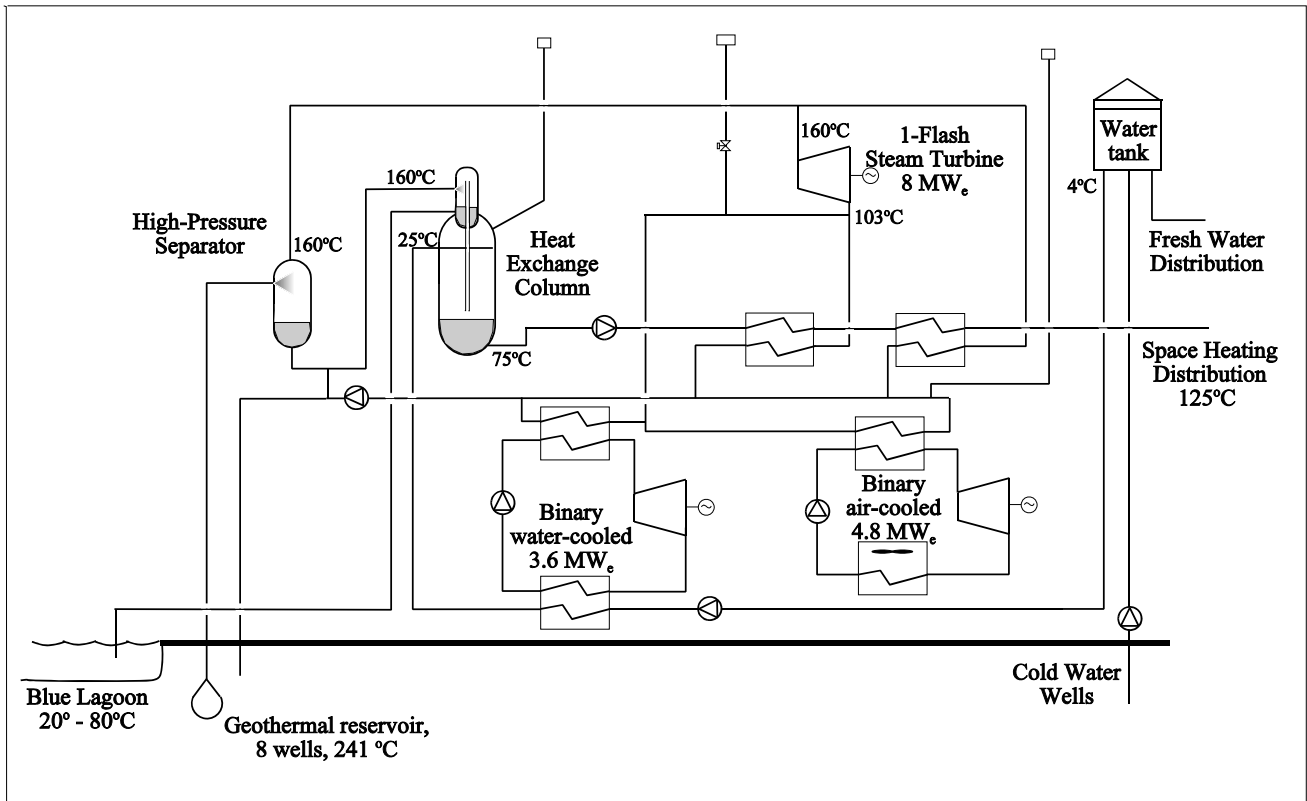 160ºC
1-Flash
Steam Turbine
8 MWe
Water
tank
160ºC
4ºC
High-Pressure
Separator
103ºC
160ºC
25ºC
Heat
Exchange
Column
Fresh Water
Distribution
75ºC
Space Heating
Distribution
125ºC
Binary
water-cooled
3.6 MWe
Binary
air-cooled
4.8 MWe
Cold Water
Wells
Blue Lagoon
20º - 80ºC
Geothermal reservoir,
8 wells, 241 ºC